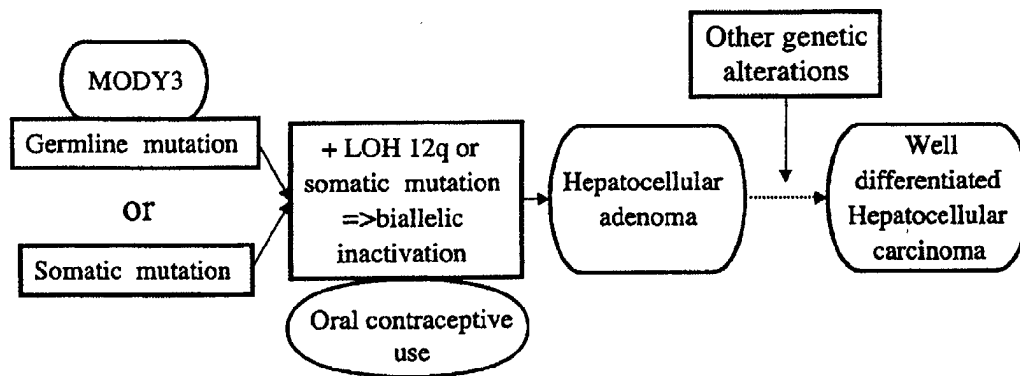 MODY3
Germline mutation
or
Somatic mutation
+ LOH 12q or
somatic mutation
=>biallelic
inactivation
Oral contraceptive
use
Hepatocellular
adenoma
Other genetic
alterations
Well
differentiated
Hepatocellular
carcinoma